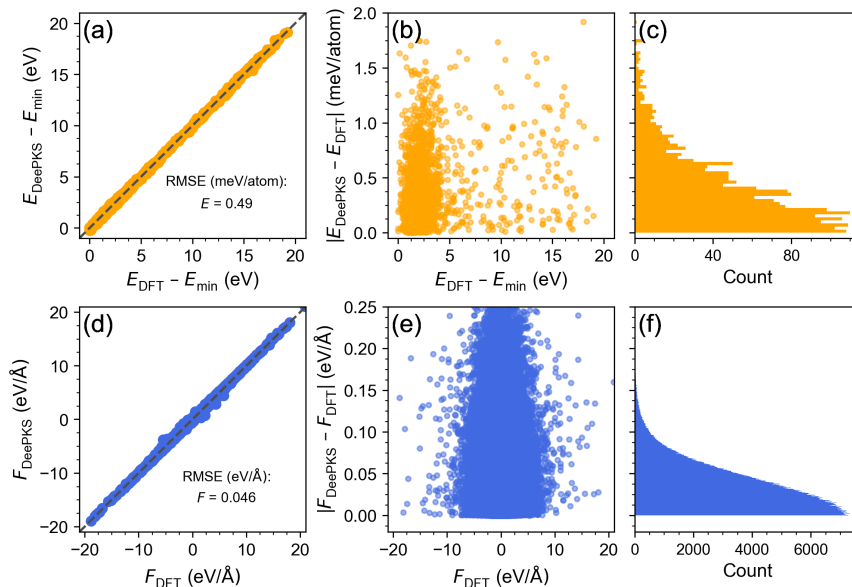 (a)
20
15
10
5
0
E_DeePKS − E_min (eV)
RMSE (meV/atom):
E = 0.49
0 5 10 15 20
E_DFT − E_min (eV)
(b)
2.0
1.5
1.0
0.5
0.0
|E_DeePKS − E_DFT| (meV/atom)
0 5 10 15 20
E_DFT − E_min (eV)
(c)
0 40 80
Count
(d)
20
10
0
−10
−20
F_DeePKS (eV/Å)
RMSE (eV/Å):
F = 0.046
−20 −10 0 10 20
F_DFT (eV/Å)
(e)
0.25
0.20
0.15
0.10
0.05
0.00
|F_DeePKS − F_DFT| (eV/Å)
−20 −10 0 10 20
F_DFT (eV/Å)
(f)
0 2000 4000 6000
Count